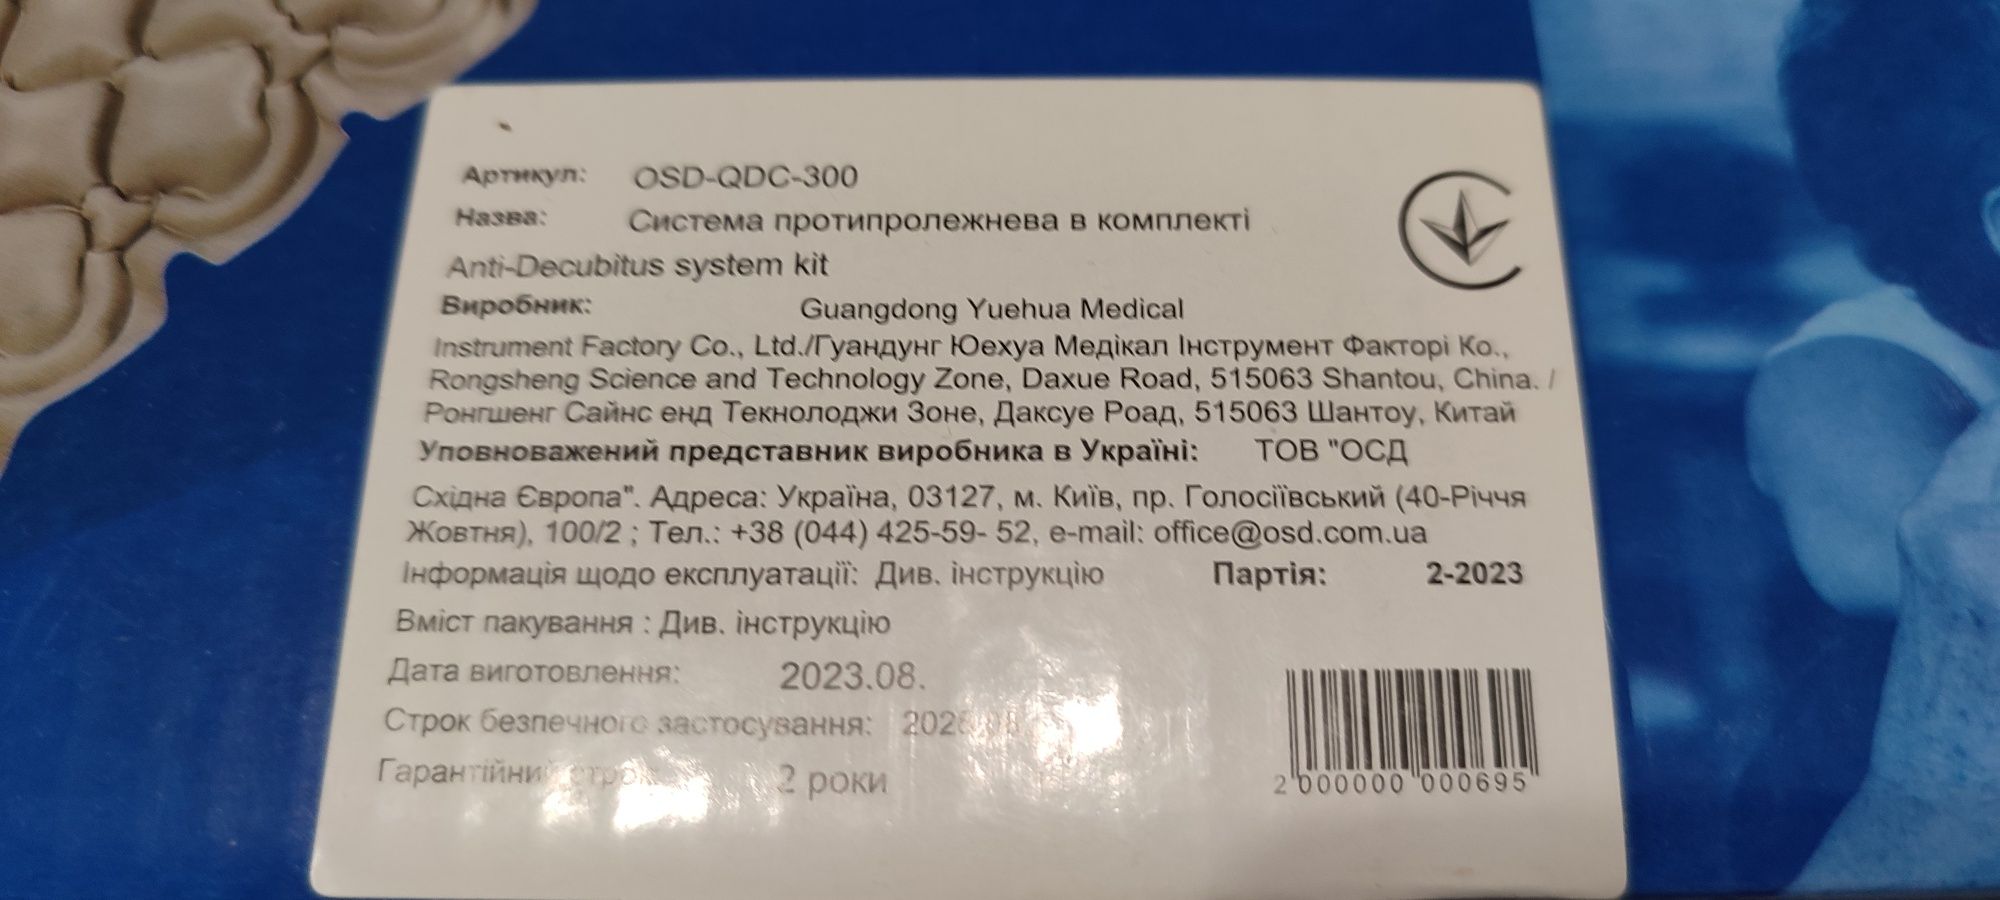 Артикул: OSD-QDC-300
Назва: Система протипролежнева в комплекті
Anti-Decubitus system kit
Виробник: Guangdong Yuehua Medical
Instrument Factory Co., Ltd./Гуандунг Юехуа Медікал Інструмент Факторі Ко.,
Rongsheng Science and Technology Zone, Daxue Road, 515063 Shantou, China. /
Ронгшенг Сайнс енд Текнолоджи Зоне, Даксуе Роад, 515063 Шантоу, Китай
Уповноважений представник виробника в Україні: ТОВ "ОСД
Східна Європа". Адреса: Україна, 03127, м. Київ, пр. Голосіївський (40-Річчя
Жовтня), 100/2 ; Тел.: +38 (044) 425-59- 52, e-mail: office@osd.com.ua
Інформація щодо експлуатації: Див. інструкцію Партія: 2-2023
Вміст пакування : Див. інструкцію
Дата виготовлення: 2023.08.
Строк безпечного застосування:
Гарантійний строк 2 роки
2 000000 000695